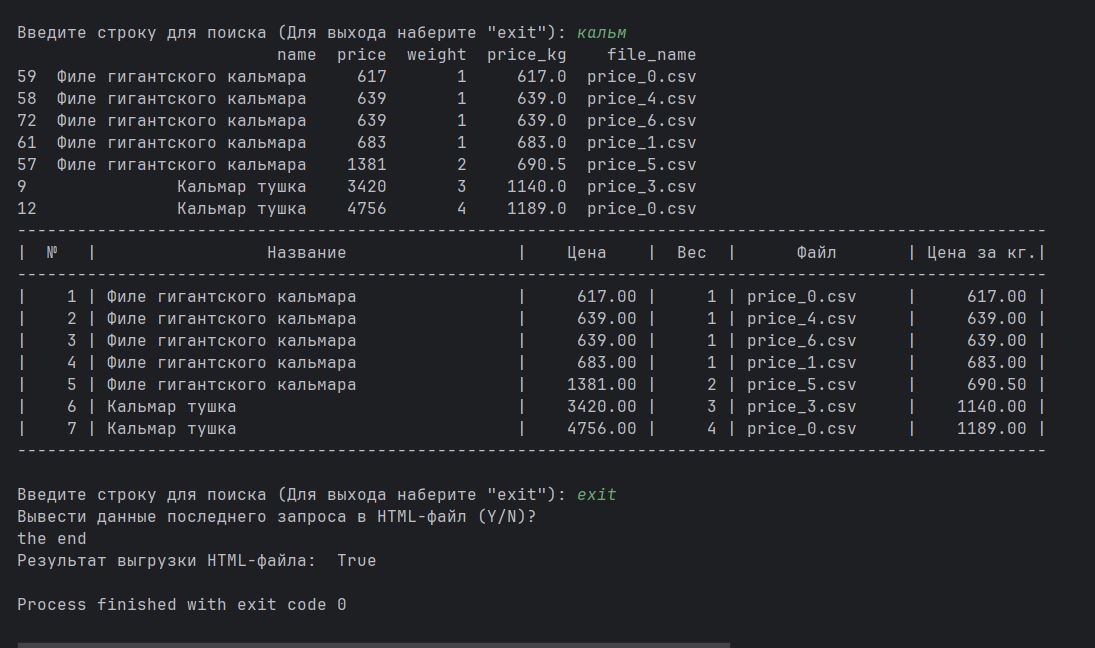 Введите строку для поиска (Для выхода наберите "exit"): кальм
name price weight price_kg file_name
59 Филе гигантского кальмара 617 1 617.0 price_0.csv
58 Филе гигантского кальмара 639 1 639.0 price_4.csv
72 Филе гигантского кальмара 639 1 639.0 price_6.csv
61 Филе гигантского кальмара 683 1 683.0 price_1.csv
57 Филе гигантского кальмара 1381 2 690.5 price_5.csv
9 Кальмар тушка 3420 3 1140.0 price_3.csv
12 Кальмар тушка 4756 4 1189.0 price_0.csv
-------------------------------------------------------------------------------------------------------
| № | Название | Цена | Вес | Файл | Цена за кг.|
-------------------------------------------------------------------------------------------------------
| 1 | Филе гигантского кальмара | 617.00 | 1 | price_0.csv | 617.00 |
| 2 | Филе гигантского кальмара | 639.00 | 1 | price_4.csv | 639.00 |
| 3 | Филе гигантского кальмара | 639.00 | 1 | price_6.csv | 639.00 |
| 4 | Филе гигантского кальмара | 683.00 | 1 | price_1.csv | 683.00 |
| 5 | Филе гигантского кальмара | 1381.00 | 2 | price_5.csv | 690.50 |
| 6 | Кальмар тушка | 3420.00 | 3 | price_3.csv | 1140.00 |
| 7 | Кальмар тушка | 4756.00 | 4 | price_0.csv | 1189.00 |
-------------------------------------------------------------------------------------------------------
Введите строку для поиска (Для выхода наберите "exit"): exit
Вывести данные последнего запроса в HTML-файл (Y/N)?
the end
Результат выгрузки HTML-файла: True
Process finished with exit code 0